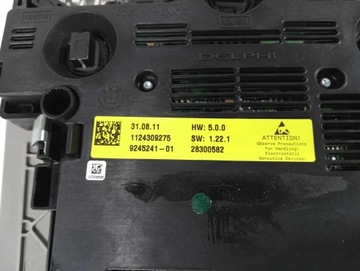 DELPHI
31.08.11
1124309275
9245241-01
HW: 5.0.0
SW: 1.22.1
28300582
ATTENTION!
Observe Precautions
for Handling!
Electrostatic
Sensitive Devices!